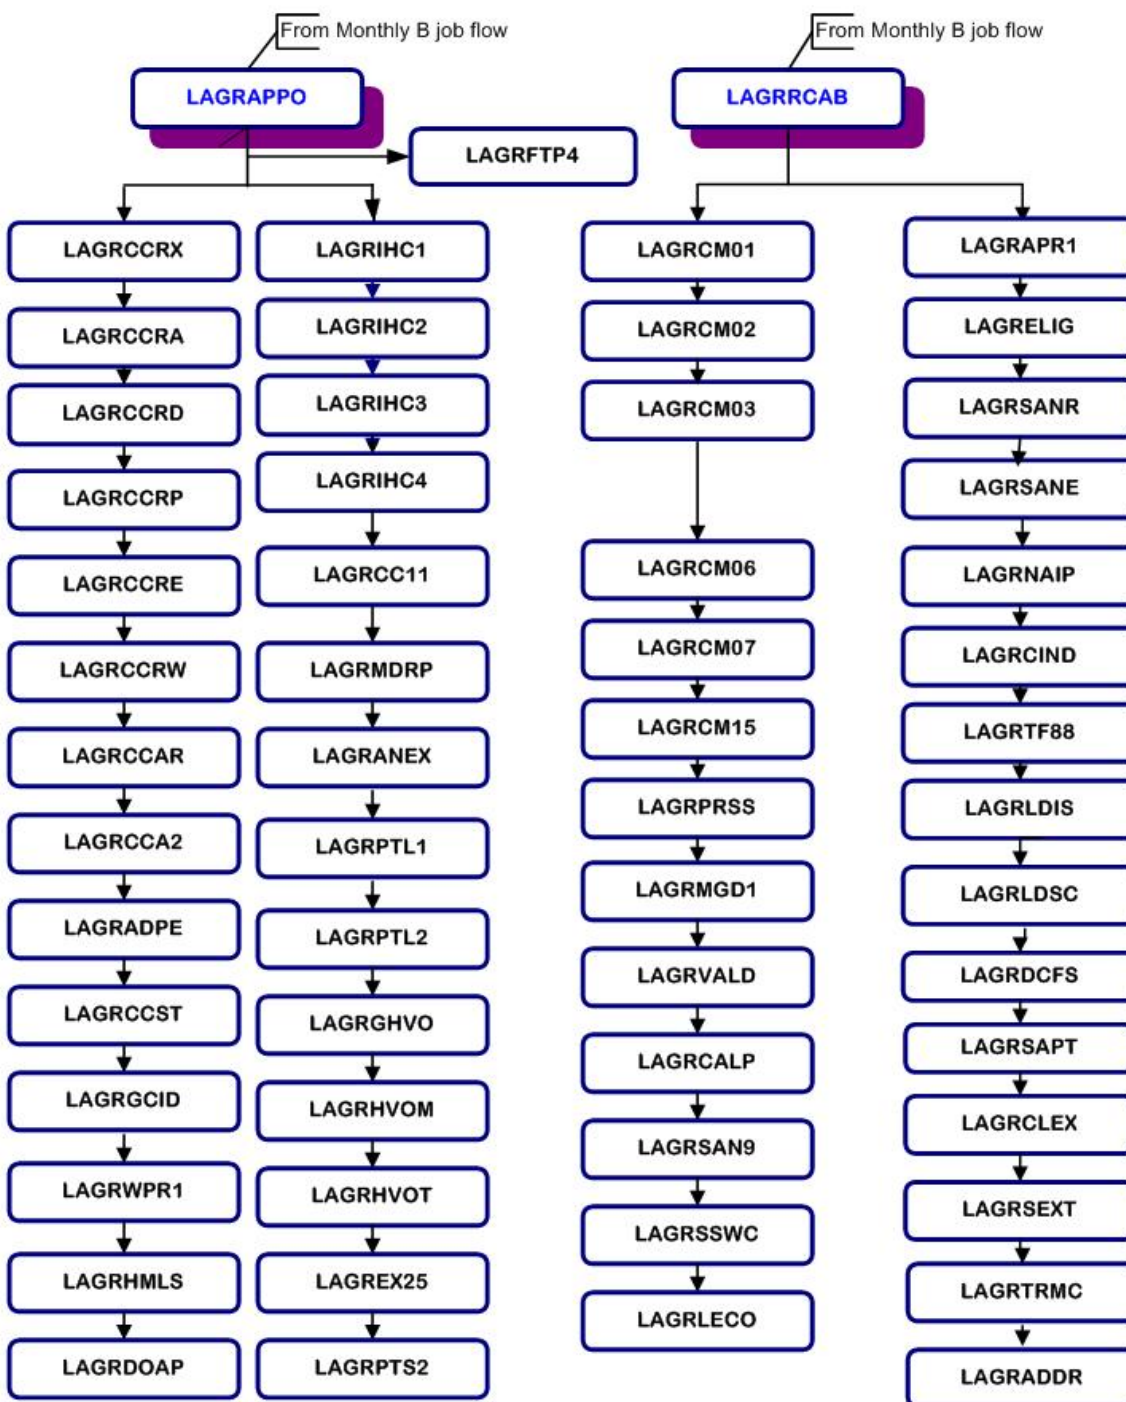 From Monthly B job flow
LAGRAPPO
LAGRFTP4
LAGRCCRX
LAGRCCRA
LAGRCCRD
LAGRCCRP
LAGRCCRE
LAGRCCRW
LAGRCCAR
LAGRCCA2
LAGRADPE
LAGRCCST
LAGRGCID
LAGRWPR1
LAGRHMLS
LAGRDOAP
LAGRIHC1
LAGRIHC2
LAGRIHC3
LAGRIHC4
LAGRCC11
LAGRMDRP
LAGRANEX
LAGRPTL1
LAGRPTL2
LAGRGHVO
LAGRHVOM
LAGRHVOT
LAGREX25
LAGRPTS2
From Monthly B job flow
LAGRRCAB
LAGRCM01
LAGRCM02
LAGRCM03
LAGRCM06
LAGRCM07
LAGRCM15
LAGRPRSS
LAGRMGD1
LAGRVALD
LAGRCALP
LAGRSAN9
LAGRSSWC
LAGRLECO
LAGRAPR1
LAGRELIG
LAGRSANR
LAGRSANE
LAGRNAIP
LAGRCIND
LAGRTF88
LAGRLDIS
LAGRLDSC
LAGRDCFS
LAGRSAPT
LAGRCLEX
LAGRSEXT
LAGRTRMC
LAGRADDR